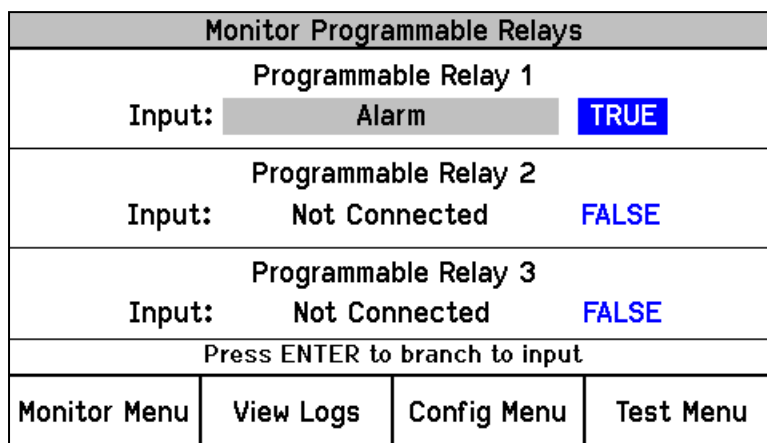 Monitor Programmable Relays
Programmable Relay 1
Input: Alarm TRUE
Programmable Relay 2
Input: Not Connected FALSE
Programmable Relay 3
Input: Not Connected FALSE
Press ENTER to branch to input
Monitor Menu View Logs Config Menu Test Menu